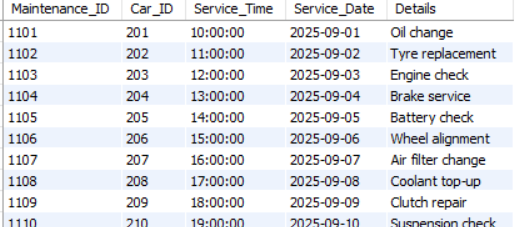 Maintenance_ID Car_ID Service_Time Service_Date Details
1101 201 10:00:00 2025-09-01 Oil change
1102 202 11:00:00 2025-09-02 Tyre replacement
1103 203 12:00:00 2025-09-03 Engine check
1104 204 13:00:00 2025-09-04 Brake service
1105 205 14:00:00 2025-09-05 Battery check
1106 206 15:00:00 2025-09-06 Wheel alignment
1107 207 16:00:00 2025-09-07 Air filter change
1108 208 17:00:00 2025-09-08 Coolant top-up
1109 209 18:00:00 2025-09-09 Clutch repair
1110 210 19:00:00 2025-09-10 Suspension check